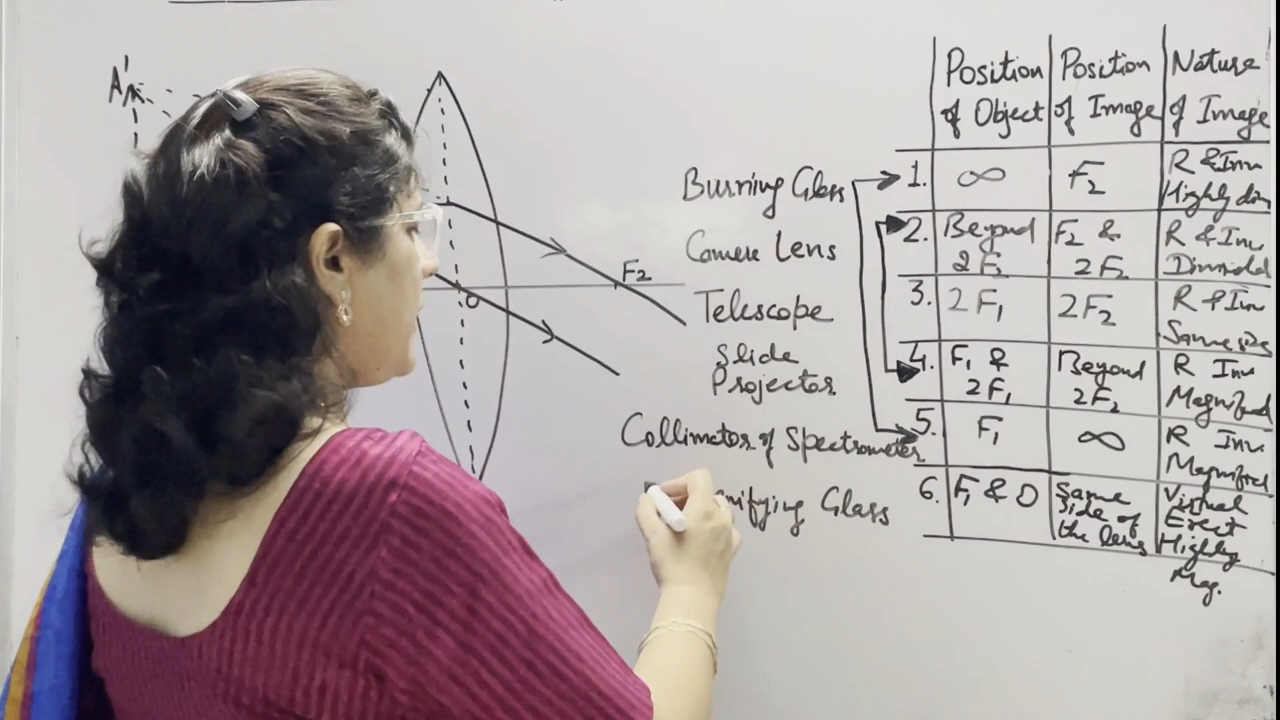 A'
F2
O
Burning Glass
Camera Lens
Telescope
Slide
Projector
Collimator of Spectrometer
Glass
Position of Object
Position of Image
Nature of Image
1. ∞ F2 R & Inv Highly dim
2. Beyond 2F1 F2 & 2F2 R & Inv Diminished
3. 2F1 2F2 R & Inv Same size
4. F1 & 2F1 Beyond 2F2 R Inv Magnified
5. F1 ∞ R Inv Magnified
6. F1 & O Same Side of the lens Virtual Erect Highly Mag.